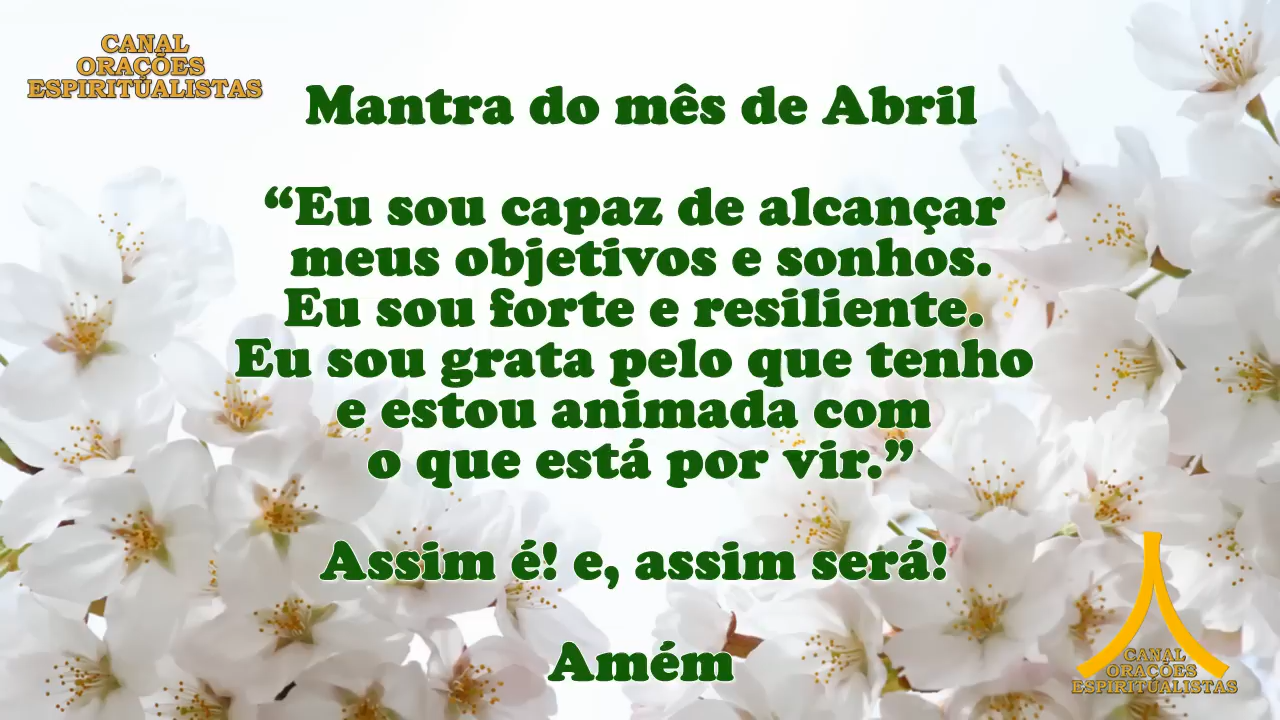 CANAL
ORAÇÕES
ESPIRITUALISTAS
Mantra do mês de Abril
“Eu sou capaz de alcançar
meus objetivos e sonhos.
Eu sou forte e resiliente.
Eu sou grata pelo que tenho
e estou animada com
o que está por vir.”
Assim é! e, assim será!
Amém
CANAL
ORAÇÕES
ESPIRITUALISTAS